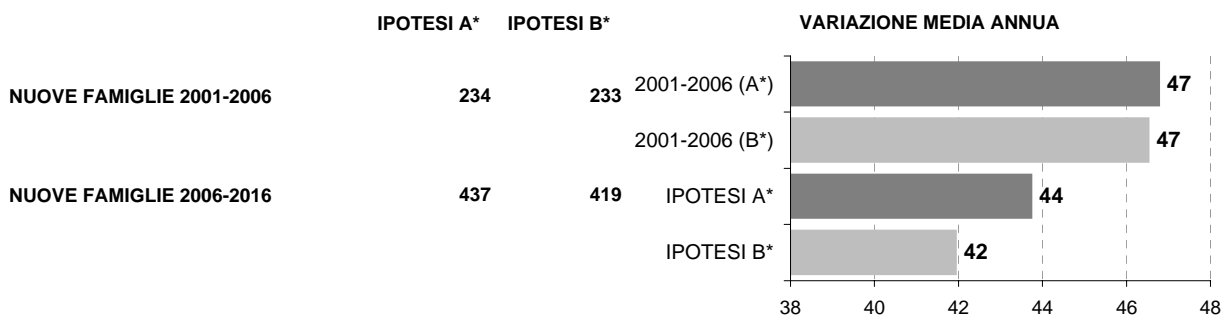 IPOTESI A* IPOTESI B* VARIAZIONE MEDIA ANNUA
NUOVE FAMIGLIE 2001-2006 234 233
2001-2006 (A*) 47
2001-2006 (B*) 47
NUOVE FAMIGLIE 2006-2016 437 419
IPOTESI A* 44
IPOTESI B* 42
38 40 42 44 46 48